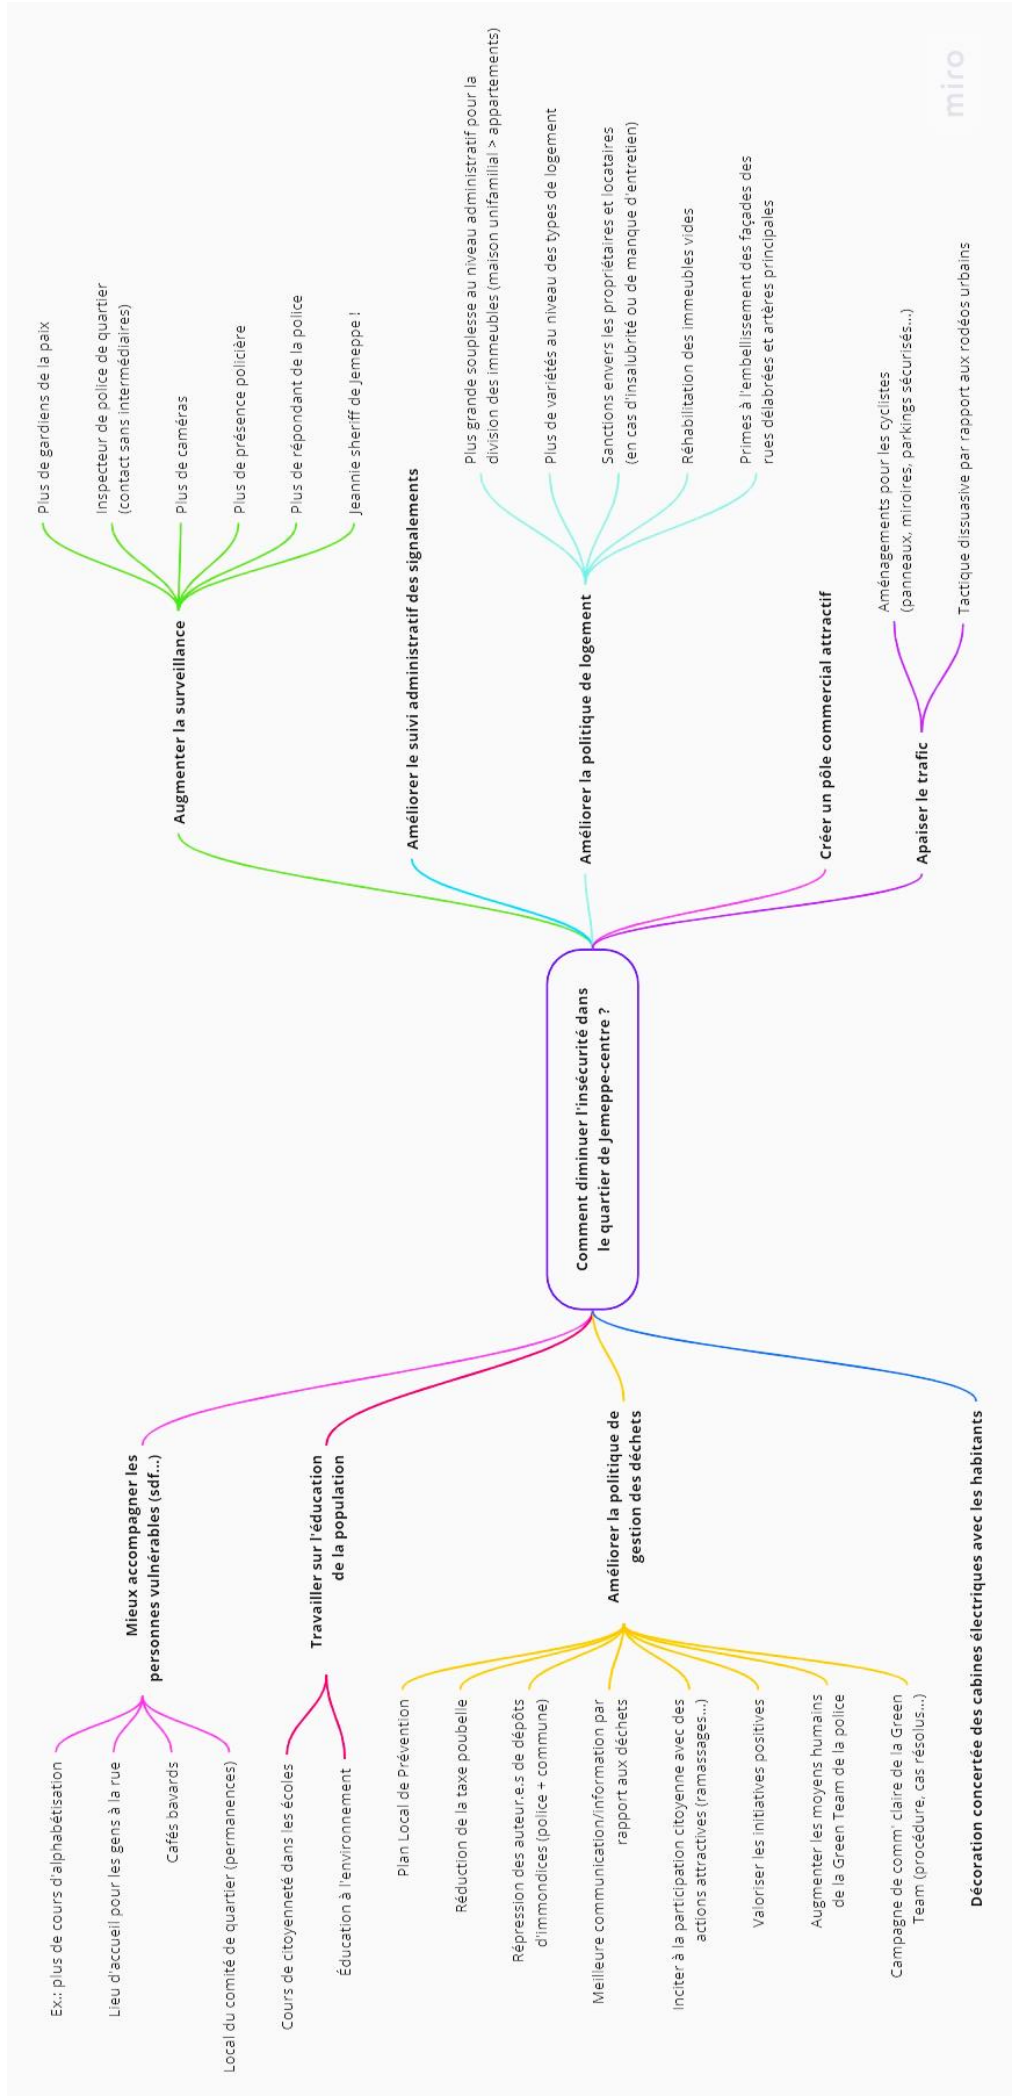 Comment diminuer l'insécurité dans
le quartier de Jemeppe-centre ?
Mieux accompagner les
personnes vulnérables (sdf...)
Ex.: plus de cours d'alphabétisation
Lieu d'accueil pour les gens à la rue
Cafés bavards
Local du comité de quartier (permanences)
Travailler sur l'éducation
de la population
Cours de citoyenneté dans les écoles
Éducation à l'environnement
Améliorer la politique de
gestion des déchets
Plan Local de Prévention
Réduction de la taxe poubelle
Répression des auteur.e.s de dépôts
d'immondices (police + commune)
Meilleure communication/information par
rapport aux déchets
Inciter à la participation citoyenne avec des
actions attractives (ramassages...)
Valoriser les initiatives positives
Augmenter les moyens humains
de la Green Team de la police
Campagne de comm' claire de la Green
Team (procédure, cas résolus...)
Décoration concertée des cabines électriques avec les habitants
Augmenter la surveillance
Plus de gardiens de la paix
Inspecteur de police de quartier
(contact sans intermédiaires)
Plus de caméras
Plus de présence policière
Plus de répondant de la police
Jeannie sheriff de Jemeppe !
Améliorer le suivi administratif des signalements
Améliorer la politique de logement
Plus grande souplesse au niveau administratif pour la
division des immeubles (maison unifamilial > appartements)
Plus de variétés au niveau des types de logement
Sanctions envers les propriétaires et locataires
(en cas d'insalubrité ou de manque d'entretien)
Réhabilitation des immeubles vides
Primes à l'embellissement des façades des
rues délabrées et artères principales
Créer un pôle commercial attractif
Apaiser le trafic
Aménagements pour les cyclistes
(panneaux, miroires, parkings sécurisés...)
Tactique dissuasive par rapport aux rodéos urbains
miro